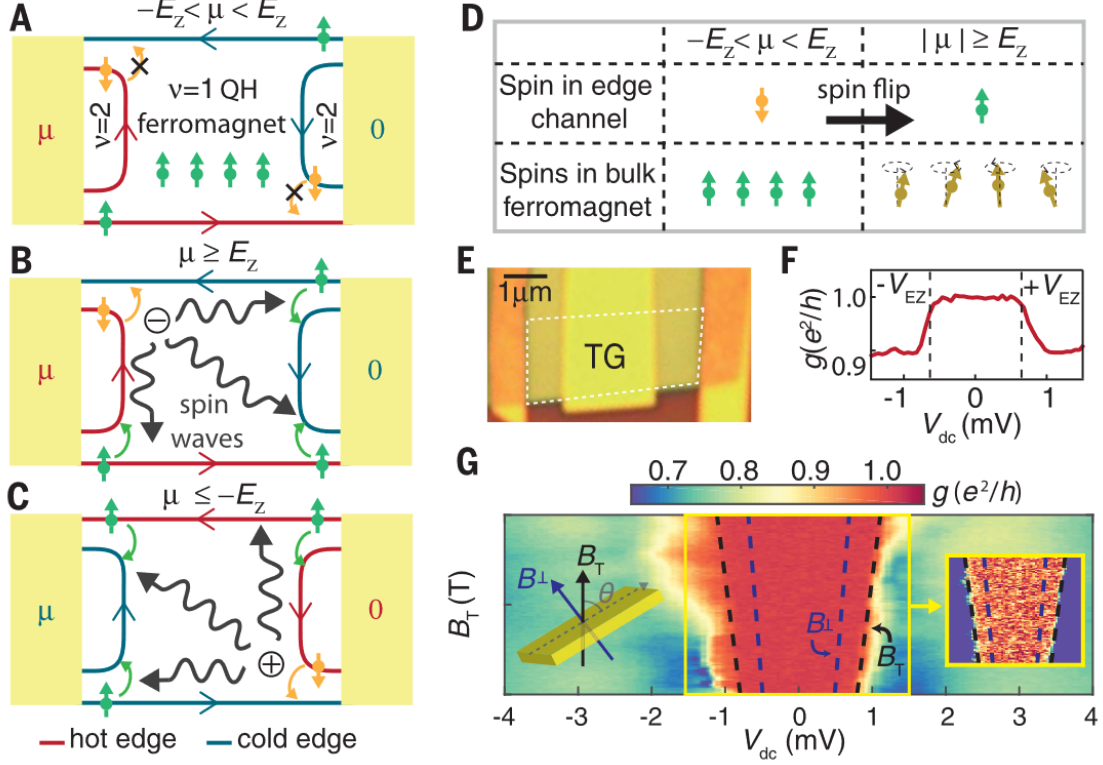 A
−E_z < μ < E_z
ν=2
ν=1 QH
ferromagnet
ν=2
μ
0
B
μ ≥ E_z
μ
0
−
spin
waves
C
μ ≤ −E_z
μ
0
+
hot edge
cold edge
D
−E_z < μ < E_z
|μ| ≥ E_z
Spin in edge
channel
spin flip
Spins in bulk
ferromagnet
E
1μm
TG
F
−V_EZ
+V_EZ
1.0
0.9
g(e²/h)
-1
0
1
V_dc (mV)
G
0.7
0.8
0.9
1.0
g (e²/h)
B_T (T)
B⊥
B_T
θ
B⊥
B_T
-4
-3
-2
-1
0
1
2
3
4
V_dc (mV)